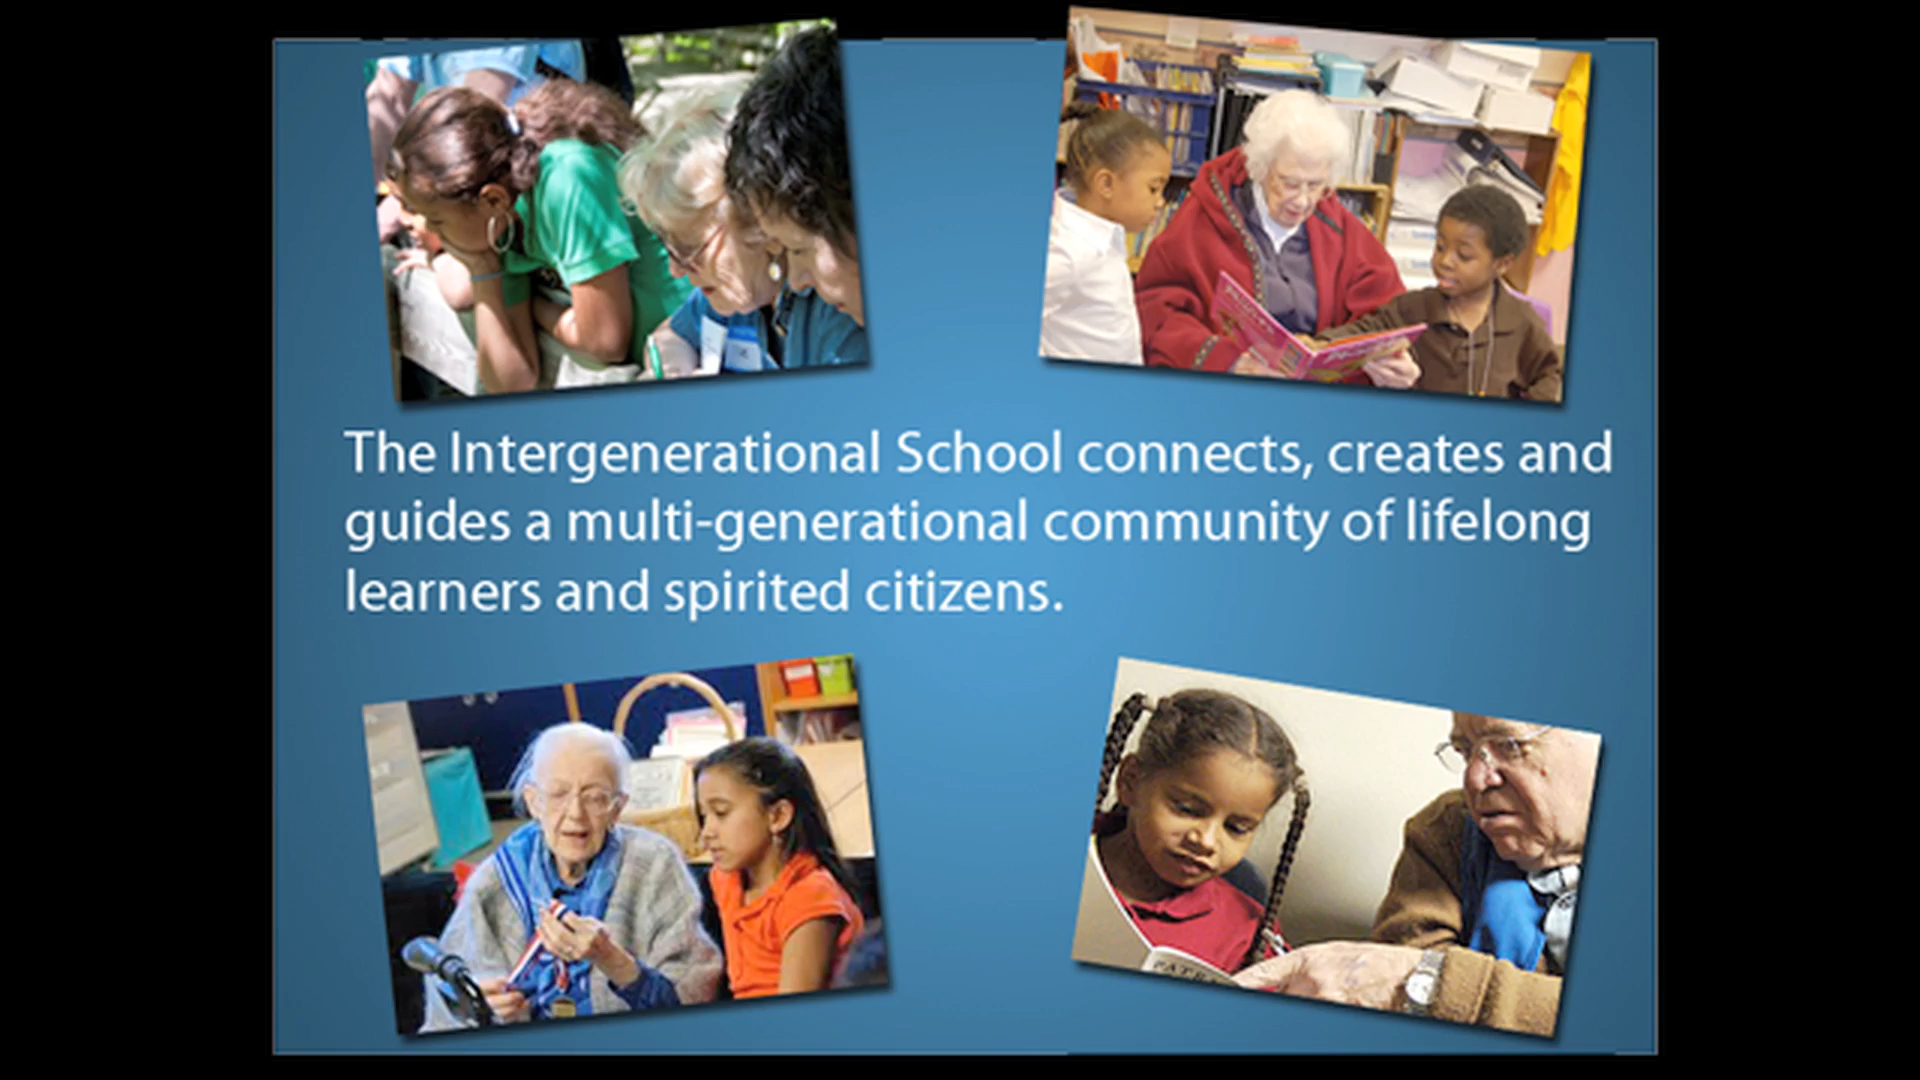 The Intergenerational School connects, creates and
guides a multi-generational community of lifelong
learners and spirited citizens.